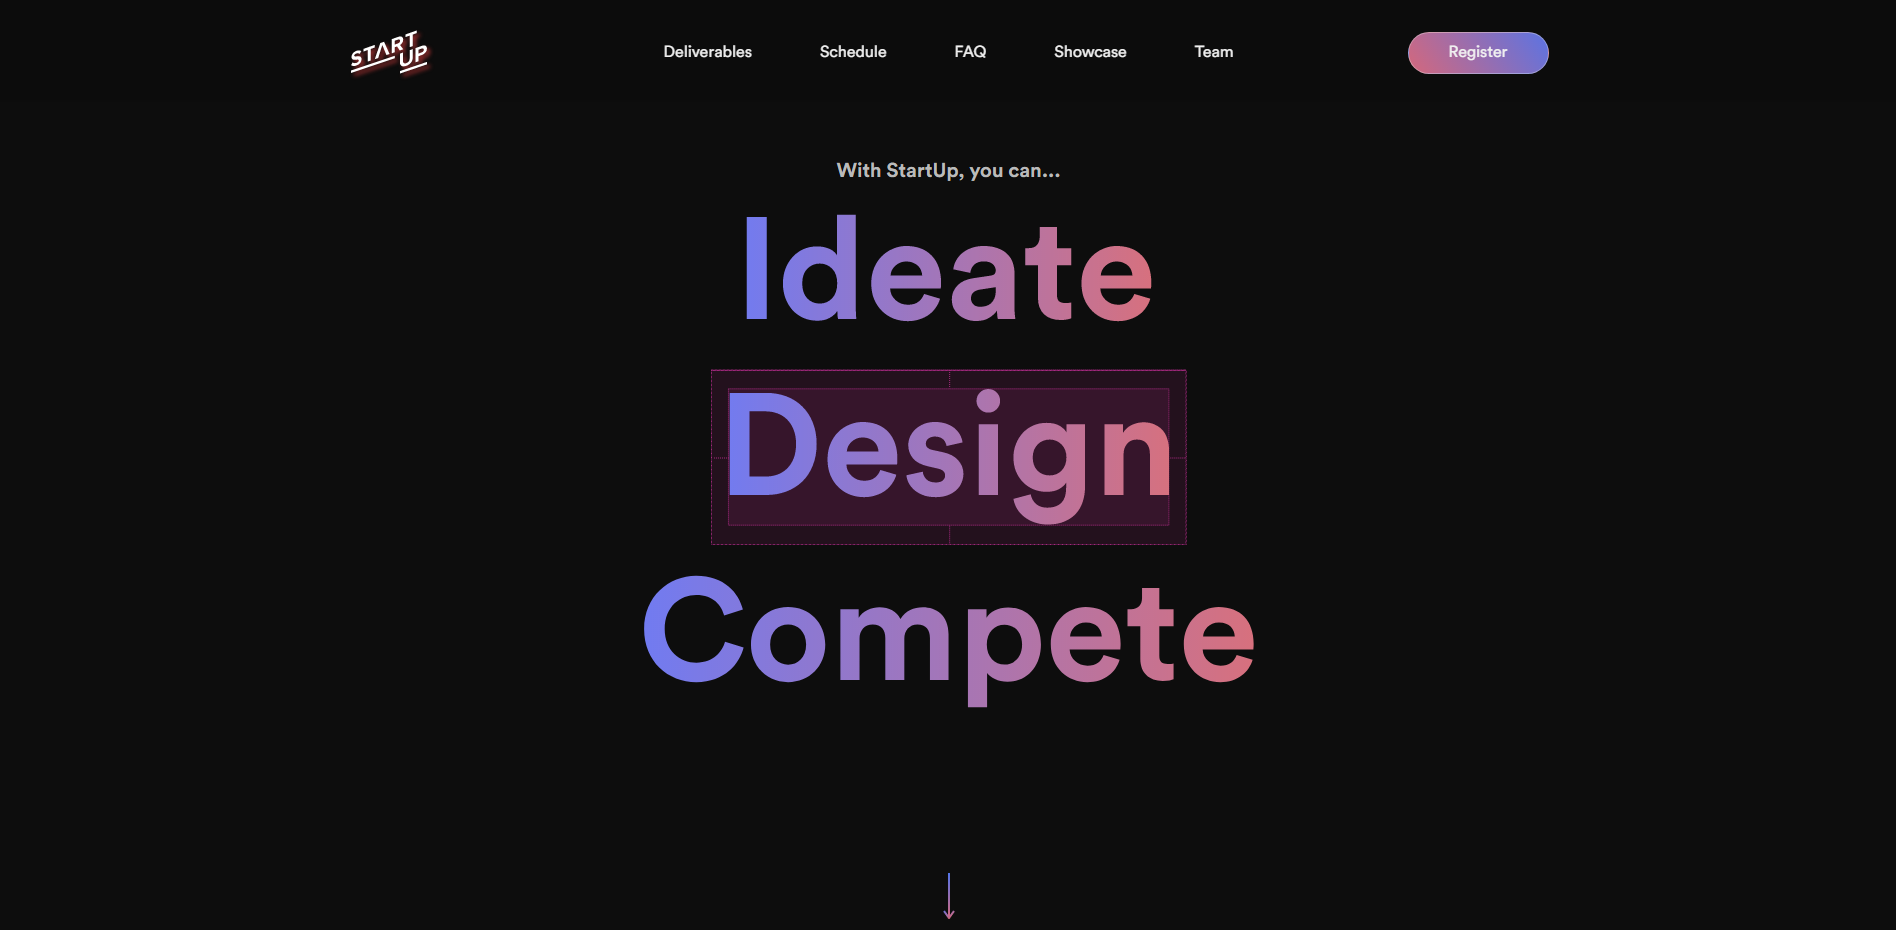 START
UP
Deliverables
Schedule
FAQ
Showcase
Team
Register
With StartUp, you can...
Ideate
Design
Compete